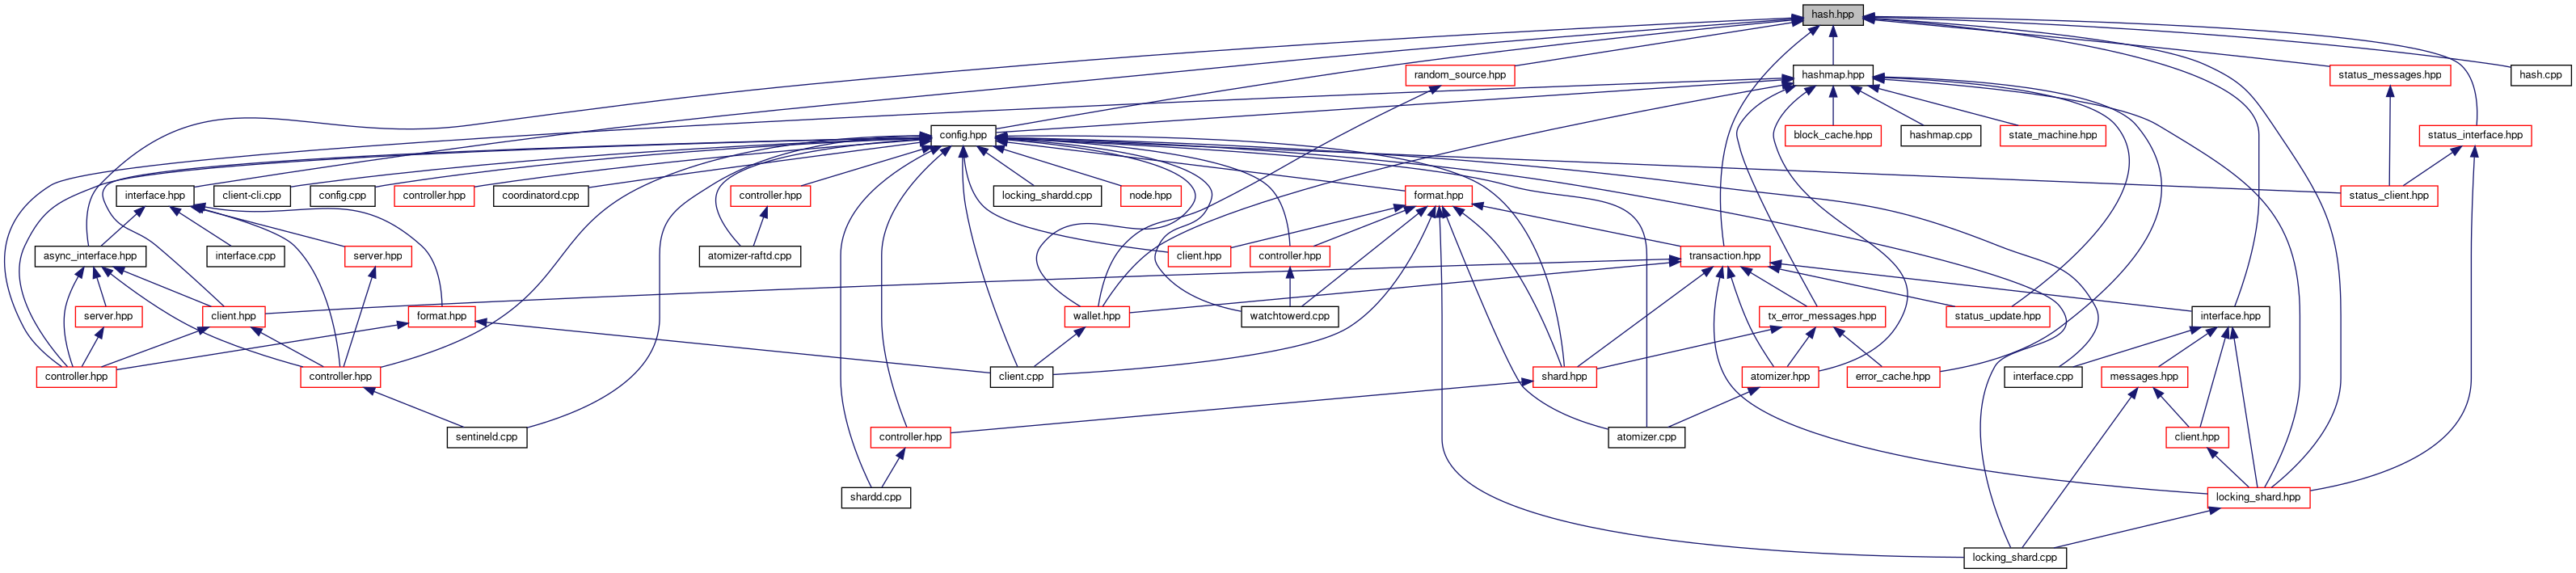 hash.hpp
random_source.hpp
hashmap.hpp
status_messages.hpp
hash.cpp
config.hpp
block_cache.hpp
hashmap.cpp
state_machine.hpp
status_interface.hpp
interface.hpp
client-cli.cpp
config.cpp
controller.hpp
coordinatord.cpp
controller.hpp
locking_shardd.cpp
node.hpp
format.hpp
status_client.hpp
async_interface.hpp
interface.cpp
server.hpp
atomizer-raftd.cpp
client.hpp
controller.hpp
transaction.hpp
server.hpp
client.hpp
format.hpp
wallet.hpp
watchtowerd.cpp
tx_error_messages.hpp
status_update.hpp
interface.hpp
controller.hpp
controller.hpp
client.cpp
shard.hpp
atomizer.hpp
error_cache.hpp
interface.cpp
messages.hpp
sentineld.cpp
controller.hpp
atomizer.cpp
client.hpp
shardd.cpp
locking_shard.hpp
locking_shard.cpp